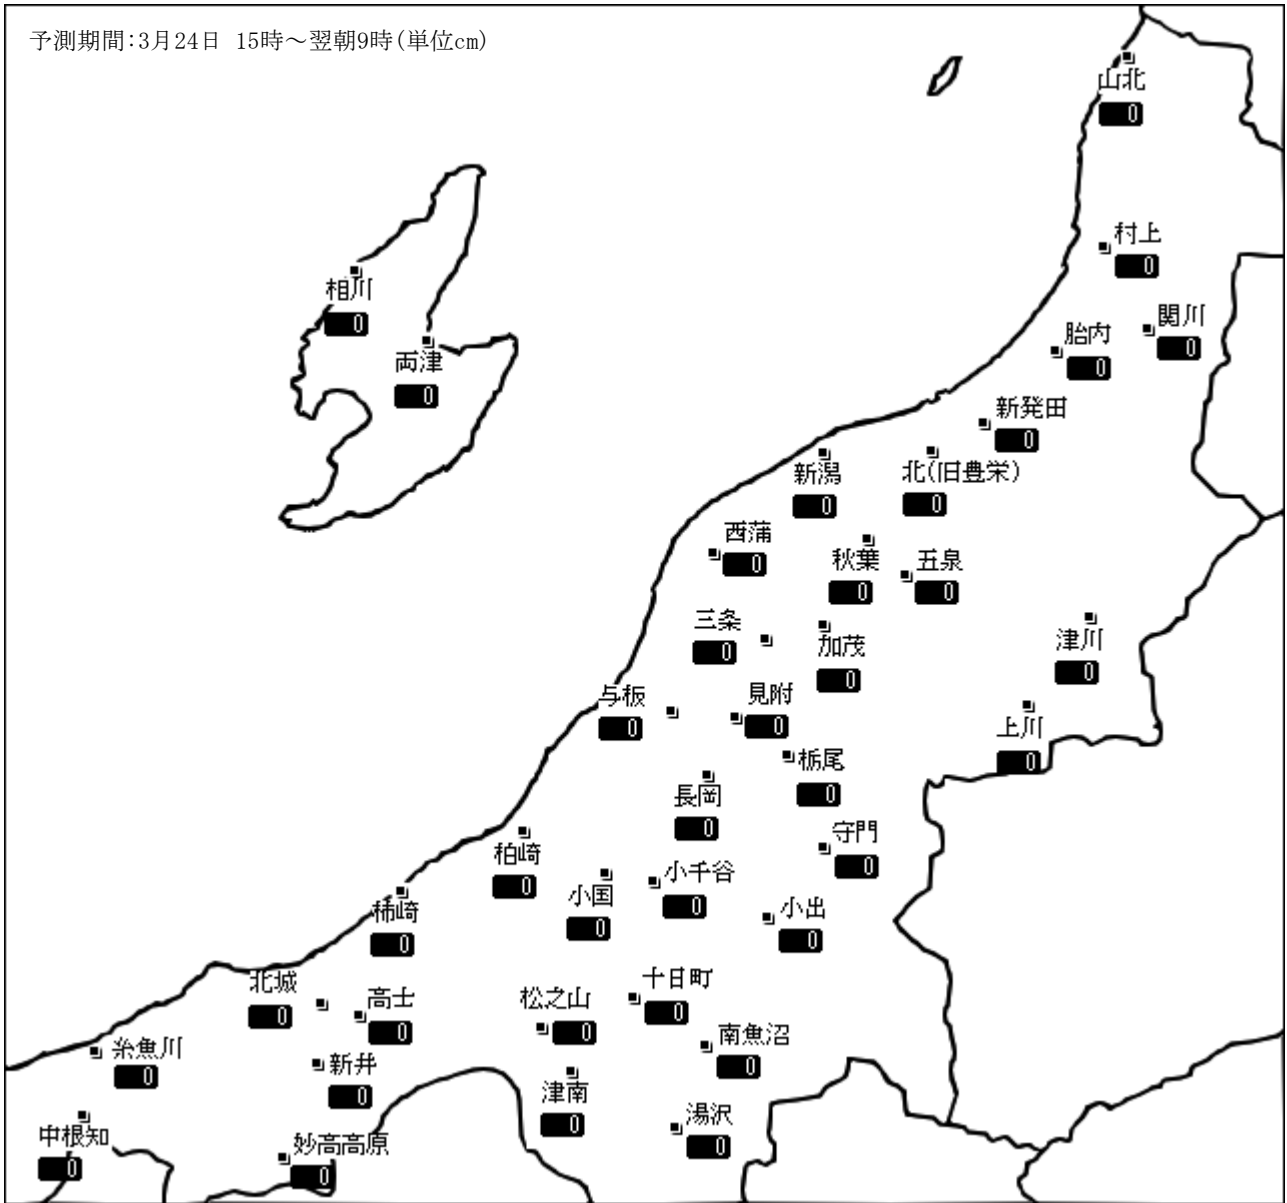 予測期間:3月24日 15時～翌朝9時(単位cm)
山北
0
村上
0
相川
0
関川
0
胎内
0
両津
0
新発田
0
新潟
0
北(旧豊栄)
0
西蒲
0
秋葉
0
五泉
0
三条
0
加茂
0
津川
0
与板
0
見附
0
上川
0
栃尾
0
長岡
0
守門
0
柏崎
0
小千谷
0
小国
0
小出
0
柿崎
0
北城
0
高士
0
松之山
0
十日町
0
南魚沼
0
糸魚川
0
新井
0
津南
0
湯沢
0
中根知
0
妙高高原
0